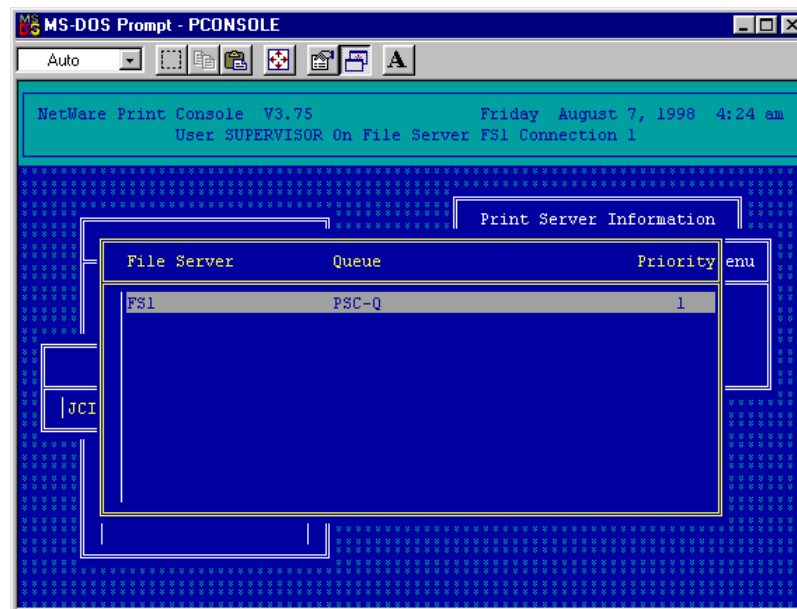 MS-DOS Prompt - PCONSOLE
Auto
A
NetWare Print Console V3.75 Friday August 7, 1998 4:24 am
User SUPERVISOR On File Server FS1 Connection 1
Print Server Information
File Server Queue Priority
enu
FS1 PSC-Q 1
JCI